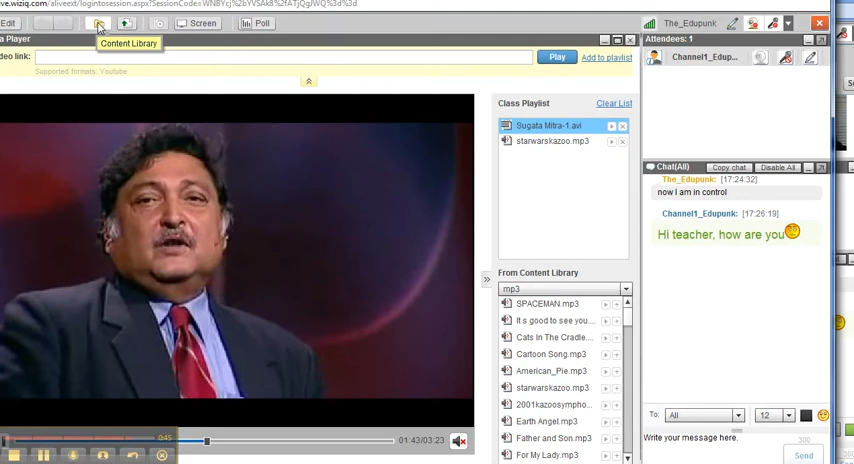 ve.wiziq.com/aliveext/logintosession.aspx?SessionCode=WNBYcj%2bYVSAkB%2fATjQgJWQ%3d%3d
Edit
Screen
Poll
The_Edupunk
Content Library
a Player
Attendees: 1
deo link:
Play
Add to playlist
Supported formats: Youtube
Channel1_Edup...
Class Playlist
Clear List
Sugata Mitra-1.avi
starwarskazoo.mp3
Chat(All)
Copy chat
Disable All
The_Edupunk:
[17:24:32]
now I am in control
Channel1_Edupunk:
[17:26:19]
Hi teacher, how are you
From Content Library
mp3
SPACEMAN.mp3
It s good to see you....
Cats In The Cradle....
Cartoon Song.mp3
American_Pie.mp3
starwarskazoo.mp3
2001kazoosympho...
Earth Angel.mp3
Father and Son.mp3
For My Lady.mp3
To:
All
12
Write your message here.
300
Send
0:45
01:43/03:23